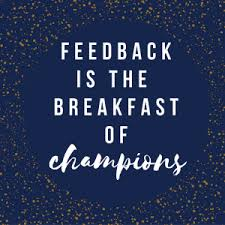 FEEDBACK
IS THE
BREAKFAST
OF
champions